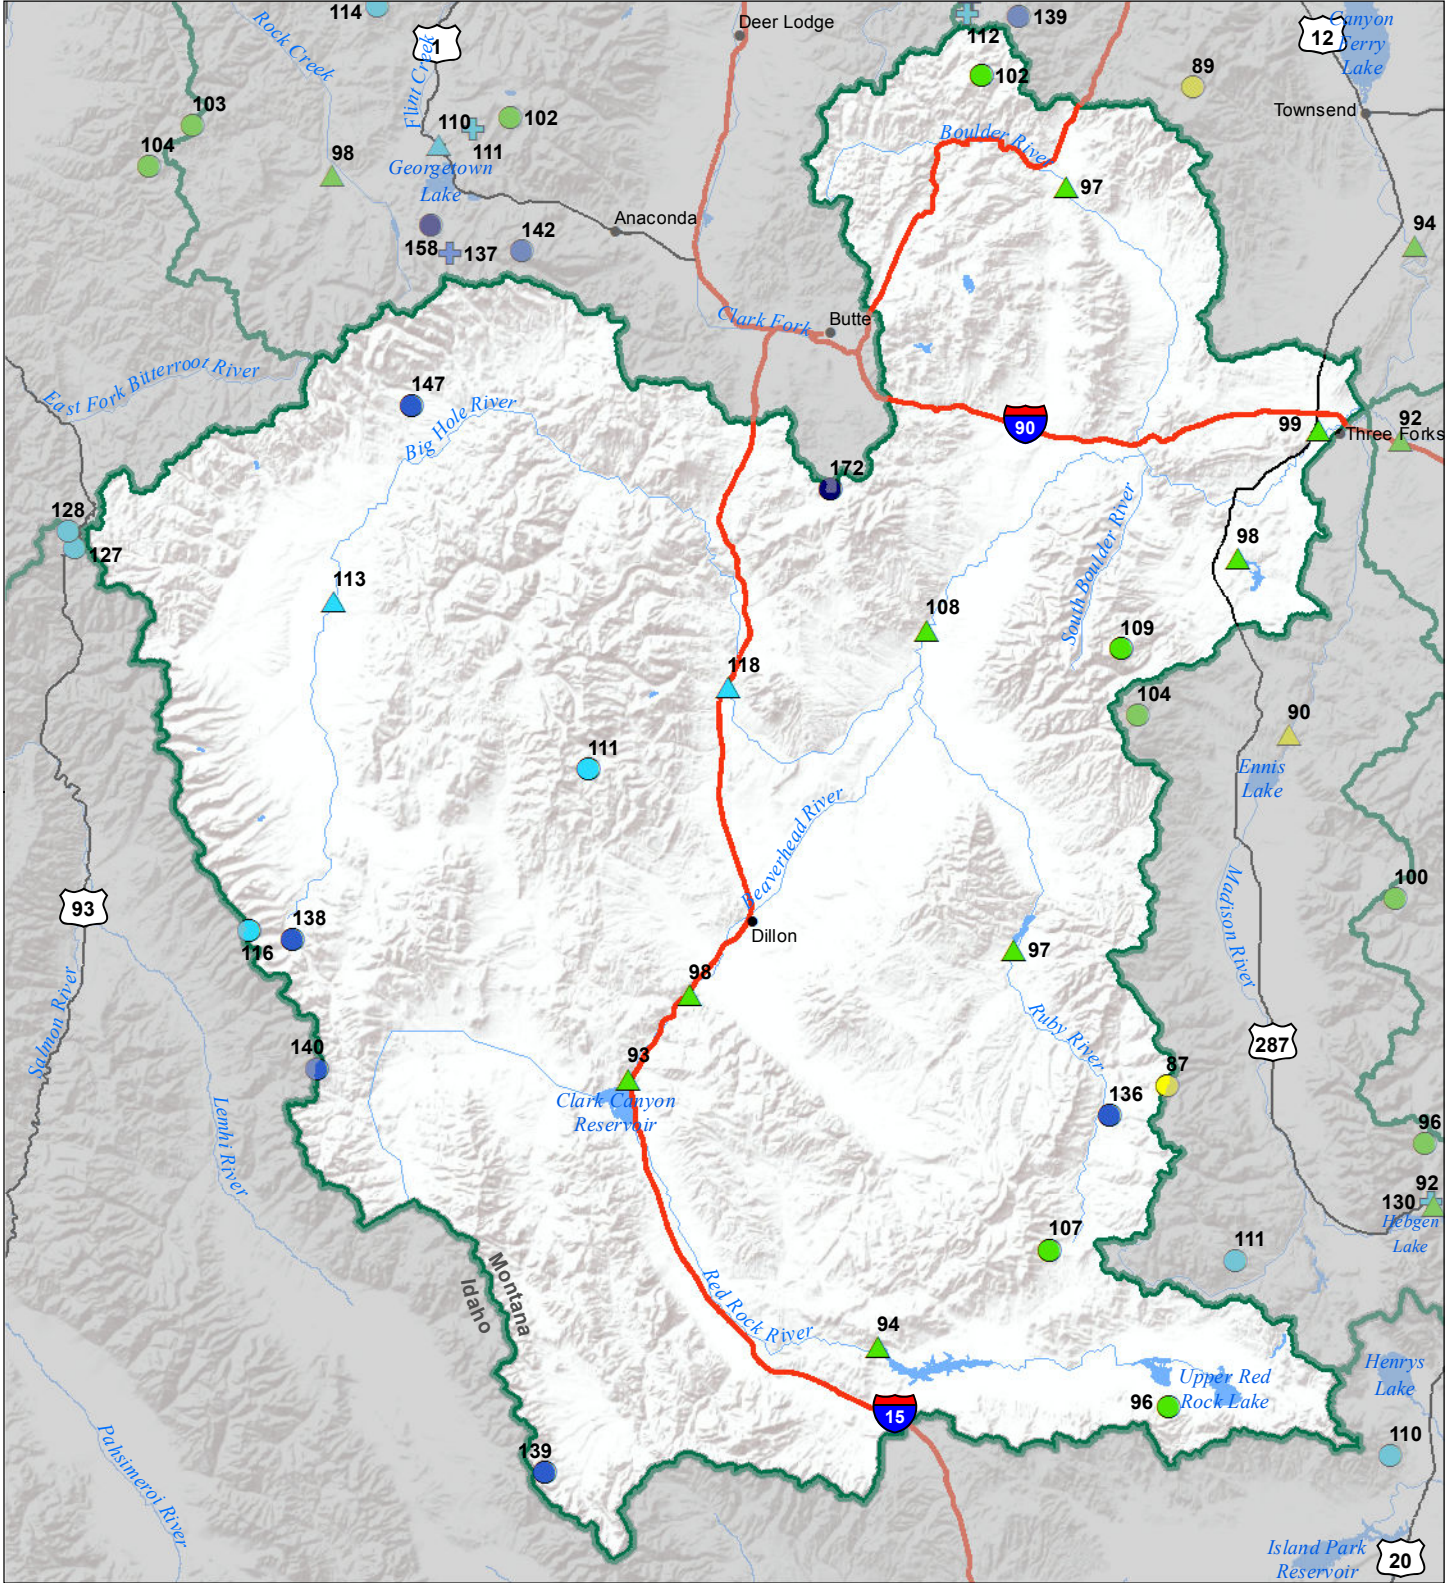 114
Rock Creek
Flint Creek
1
Deer Lodge
112
139
12
Canyon
Ferry
Lake
102
89
Townsend
103
104
98
110
111
102
Georgetown
Lake
Boulder River
97
Anaconda
158
137
142
94
Clark Fork
Butte
East Fork Bitterroot River
147
Big Hole River
90
99
Three Forks
92
172
128
127
98
113
South Boulder River
108
109
118
104
90
111
Ennis
Lake
Beaverhead River
Madison River
100
93
138
116
Dillon
97
98
Salmon River
140
93
Clark Canyon
Reservoir
Ruby River
287
87
136
Lemhi River
96
92
130
Hebgen
Lake
107
111
Montana
Idaho
Red Rock River
94
Upper Red
Rock Lake
96
Henrys
Lake
15
110
139
Pahsimeroi River
Island Park
Reservoir
20